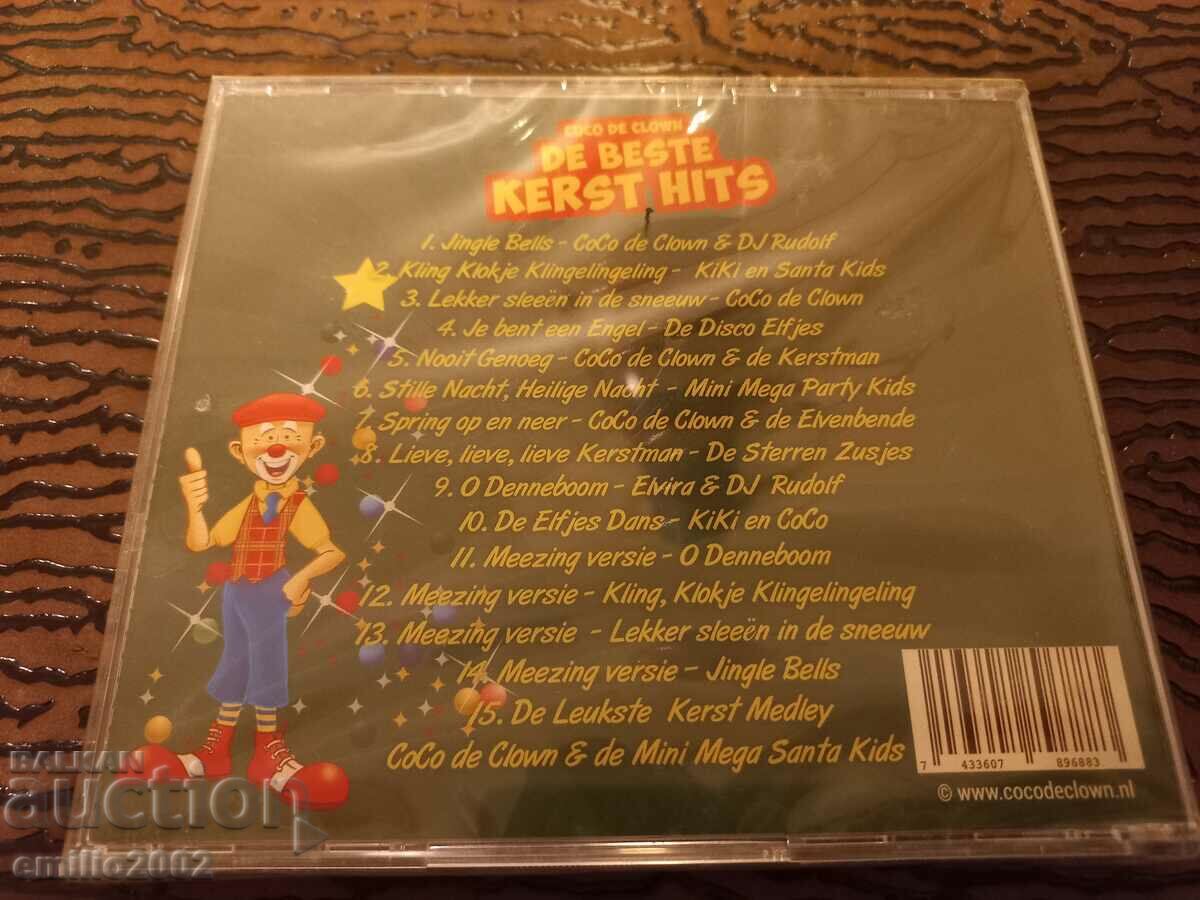 COCO DE CLOWN
DE BESTE
KERST HITS
1. Jingle Bells - CoCo de Clown & DJ Rudolf
2. Kling Klokje Klingelingeling - KiKi en Santa Kids
3. Lekker sleeën in de sneeuw - CoCo de Clown
4. Je bent een Engel - De Disco Elfjes
5. Nooit Genoeg - CoCo de Clown & de Kerstman
6. Stille Nacht, Heilige Nacht - Mini Mega Party Kids
7. Spring op en neer - CoCo de Clown & de Elvenbende
8. Lieve, lieve, lieve Kerstman - De Sterren Zusjes
9. O Denneboom - Elvira & DJ Rudolf
10. De Elfjes Dans - KiKi en CoCo
11. Meezing versie - O Denneboom
12. Meezing versie - Kling, Klokje Klingelingeling
13. Meezing versie - Lekker sleeën in de sneeuw
14. Meezing versie - Jingle Bells
15. De Leukste Kerst Medley
CoCo de Clown & de Mini Mega Santa Kids
7 433607 896883
© www.cocodeclown.nl
BALKAN
auction
emilio2002